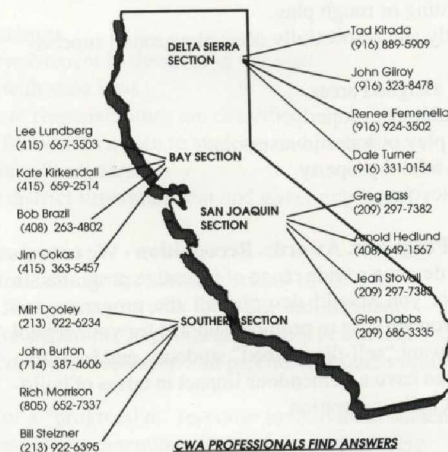 Tad Kitada
(916) 889-5909
DELTA SIERRA
SECTION
John Gilroy
(916) 323-8478
Renee Femenella
(916) 924-3502
Dale Turner
(916) 331-0154
Lee Lundberg
(415) 667-3503
Kate Kirkendall
(415) 659-2514
Bob Brazil
(408) 263-4802
Jim Cokas
(415) 363-5457
BAY SECTION
SAN JOAQUIN
SECTION
Greg Bass
(209) 297-7382
Arnold Hedlund
(408) 649-1567
Jean Stovall
(209) 297-7383
Glen Dabbs
(209) 686-3335
Milt Dooley
(213) 922-6234
John Burton
(714) 387-4606
Rich Morrison
(805) 652-7337
Bill Stelzner
(213) 922-6395
SOUTHERN SECTION
CWA PROFESSIONALS FIND ANSWERS